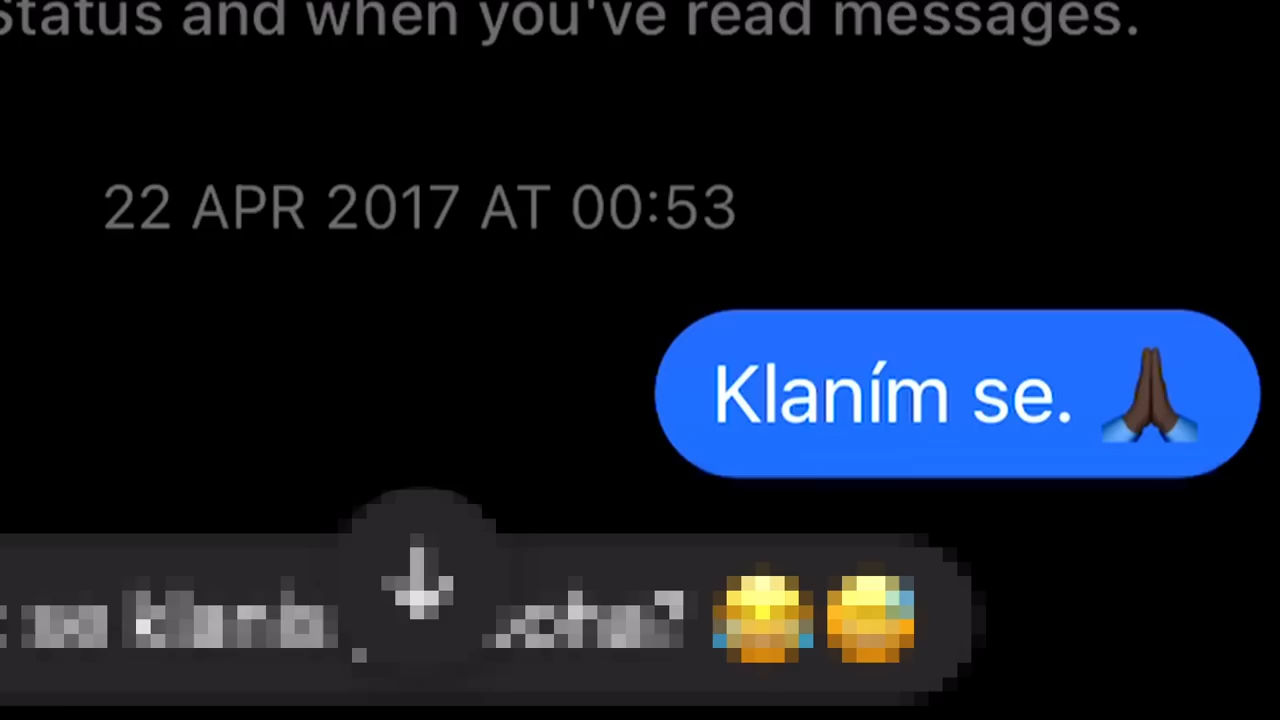 Status and when you've read messages.
22 APR 2017 AT 00:53
Klaním se. 🙏🏿